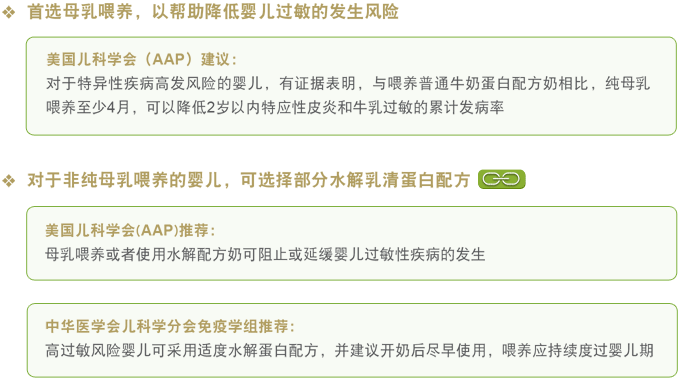 首选母乳喂养，以帮助降低婴儿过敏的发生风险
美国儿科学会（AAP）建议：
对于特异性疾病高发风险的婴儿，有证据表明，与喂养普通牛奶蛋白配方奶相比，纯母乳
喂养至少4月，可以降低2岁以内特应性皮炎和牛乳过敏的累计发病率
对于非纯母乳喂养的婴儿，可选择部分水解乳清蛋白配方
美国儿科学会(AAP)推荐：
母乳喂养或者使用水解配方奶可阻止或延缓婴儿过敏性疾病的发生
中华医学会儿科学分会免疫学组推荐：
高过敏风险婴儿可采用适度水解蛋白配方，并建议开奶后尽早使用，喂养应持续度过婴儿期